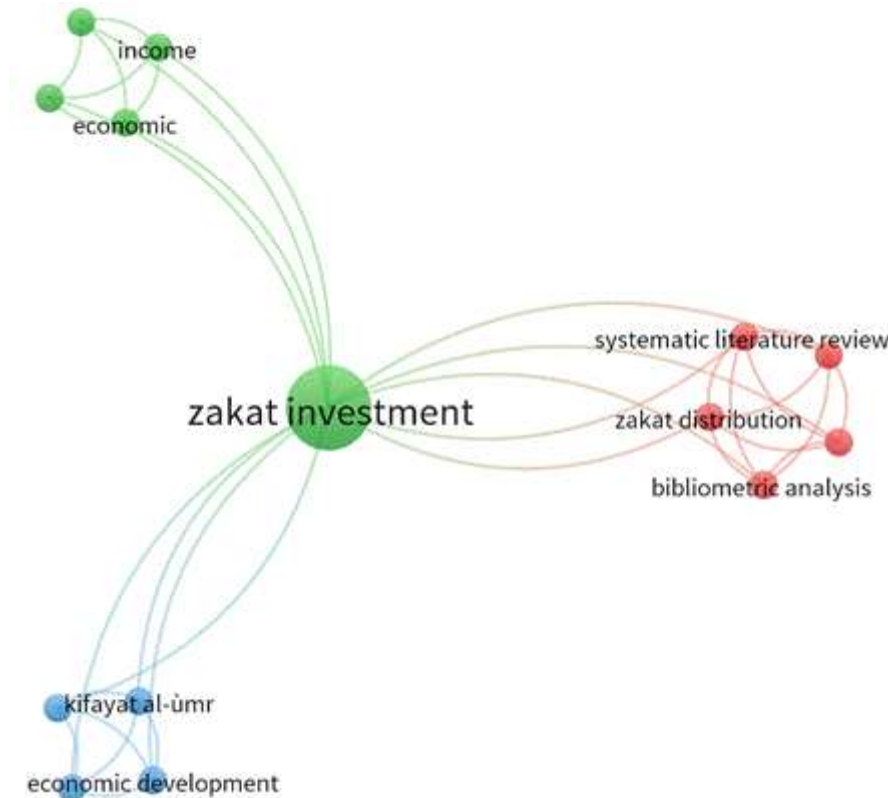 income
economic
systematic literature review
zakat investment
zakat distribution
bibliometric analysis
kifayat al-ùmr
economic development